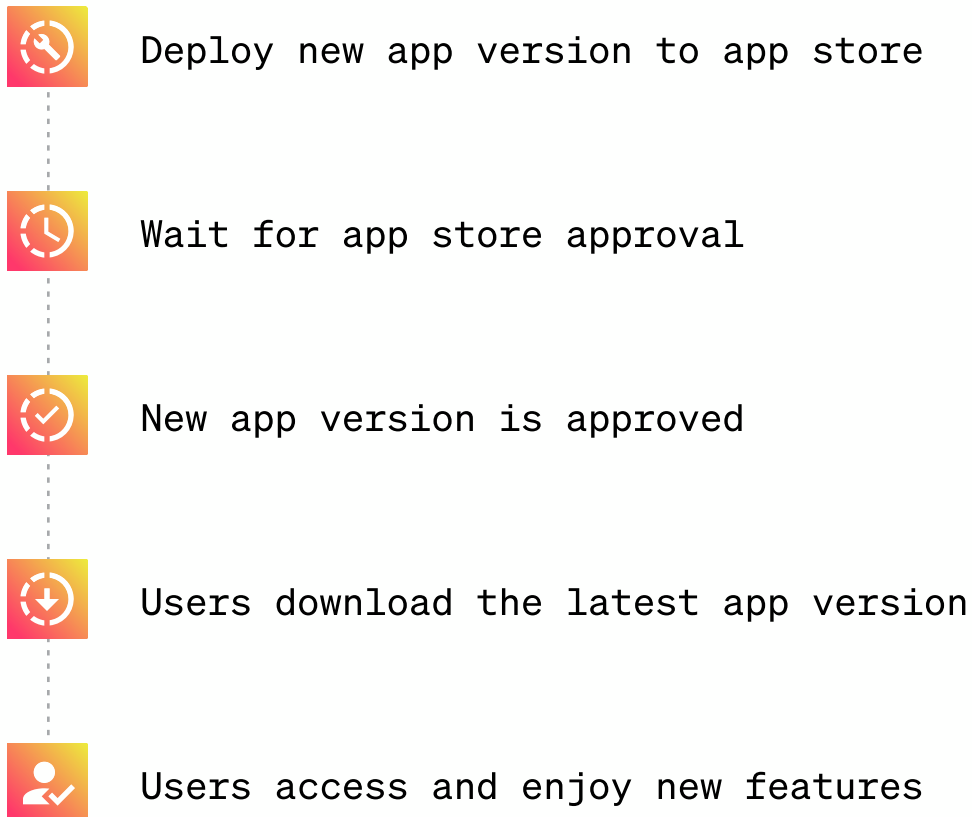 Deploy new app version to app store
Wait for app store approval
New app version is approved
Users download the latest app version
Users access and enjoy new features